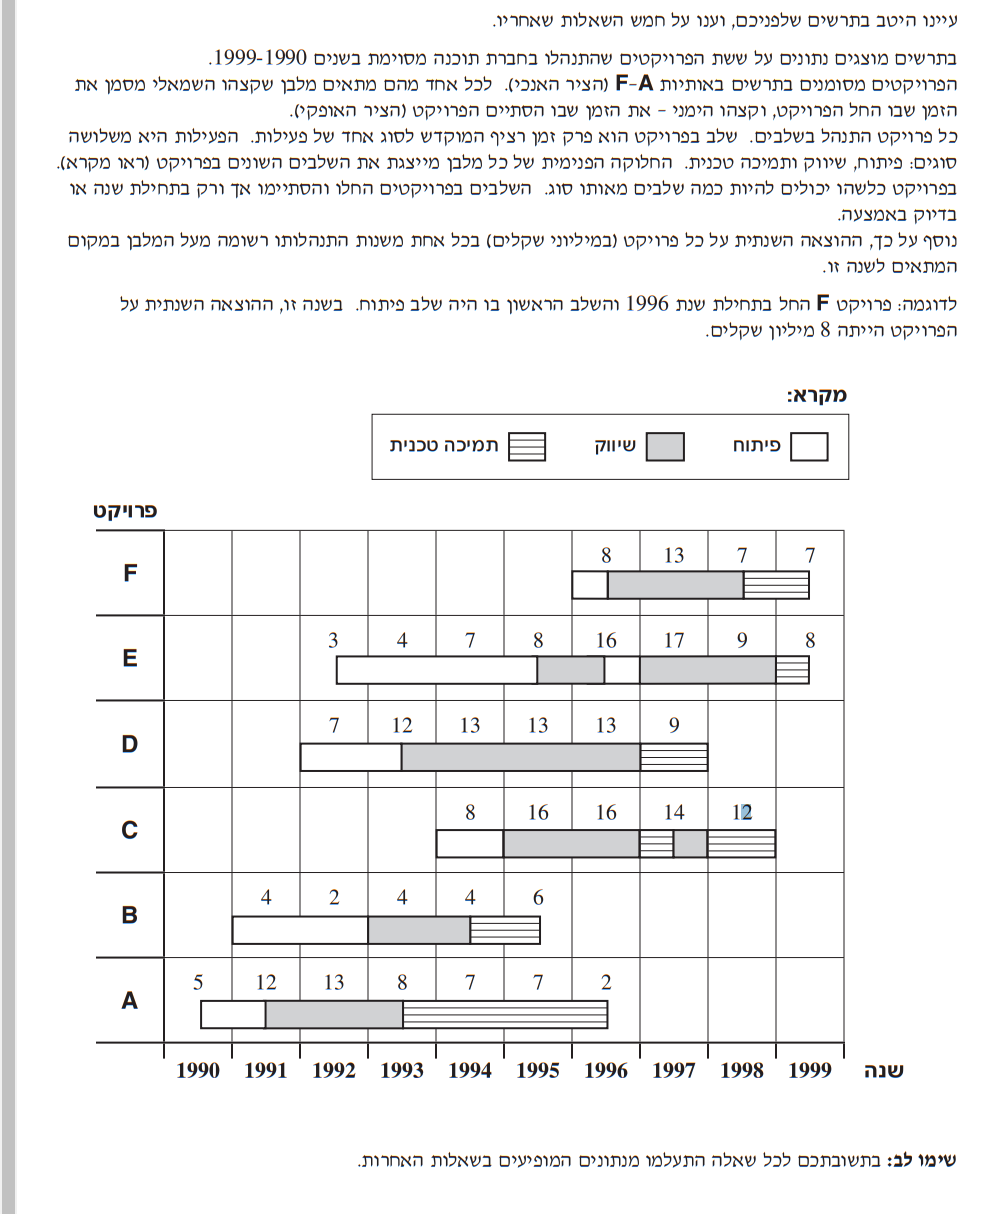 עיינו היטב בתרשים שלפניכם, וענו על חמש השאלות שאחריו.
בתרשים מוצגים נתונים על ששת הפרויקטים שהתנהלו בחברת תוכנה מסוימת בשנים 1999-1990.
הפרויקטים מסומנים בתרשים באותיות F-A (הציר האנכי). לכל אחד מהם מתאים מלבן שקצהו השמאלי מסמן את
הזמן שבו החל הפרויקט, וקצהו הימני - את הזמן שבו הסתיים הפרויקט (הציר האופקי).
כל פרויקט התנהל בשלבים. שלב בפרויקט הוא פרק זמן רציף המוקדש לסוג אחד של פעילות. הפעילות היא משלושה
סוגים: פיתוח, שיווק ותמיכה טכנית. החלוקה הפנימית של כל מלבן מייצגת את השלבים השונים בפרויקט (ראו מקרא).
בפרויקט כלשהו יכולים להיות כמה שלבים מאותו סוג. השלבים בפרויקטים החלו והסתיימו אך ורק בתחילת שנה או
בדיוק באמצעה.
נוסף על כך, ההוצאה השנתית על כל פרויקט (במיליוני שקלים) בכל אחת משנות התנהלותו רשומה מעל המלבן במקום
המתאים לשנה זו.
לדוגמה: פרויקט F החל בתחילת שנת 1996 והשלב הראשון בו היה שלב פיתוח. בשנה זו, ההוצאה השנתית על
הפרויקט הייתה 8 מיליון שקלים.
מקרא:
פיתוח שיווק תמיכה טכנית
פרויקט
F 8 13 7 7
E 3 4 7 8 16 17 9 8
D 7 12 13 13 13 9
C 8 16 16 14 12
B 4 2 4 4 6
A 5 12 13 8 7 7 2
1990 1991 1992 1993 1994 1995 1996 1997 1998 1999 שנה
שימו לב: בתשובתכם לכל שאלה התעלמו מנתונים המופיעים בשאלות האחרות.